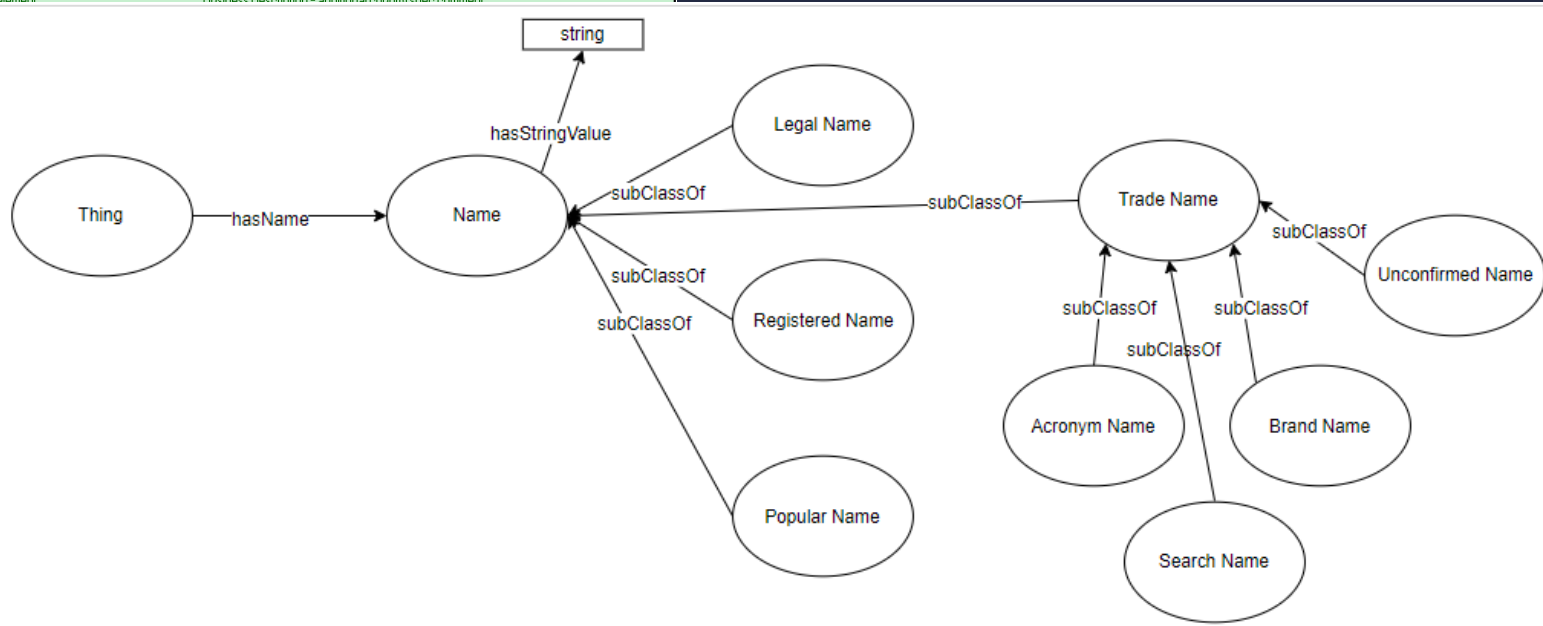 string
hasStringValue
Legal Name
subClassOf
Trade Name
subClassOf
Thing
hasName
Name
subClassOf
Unconfirmed Name
subClassOf
Registered Name
subClassOf
subClassOf
subClassOf
subClassOf
Acronym Name
Brand Name
Popular Name
Search Name